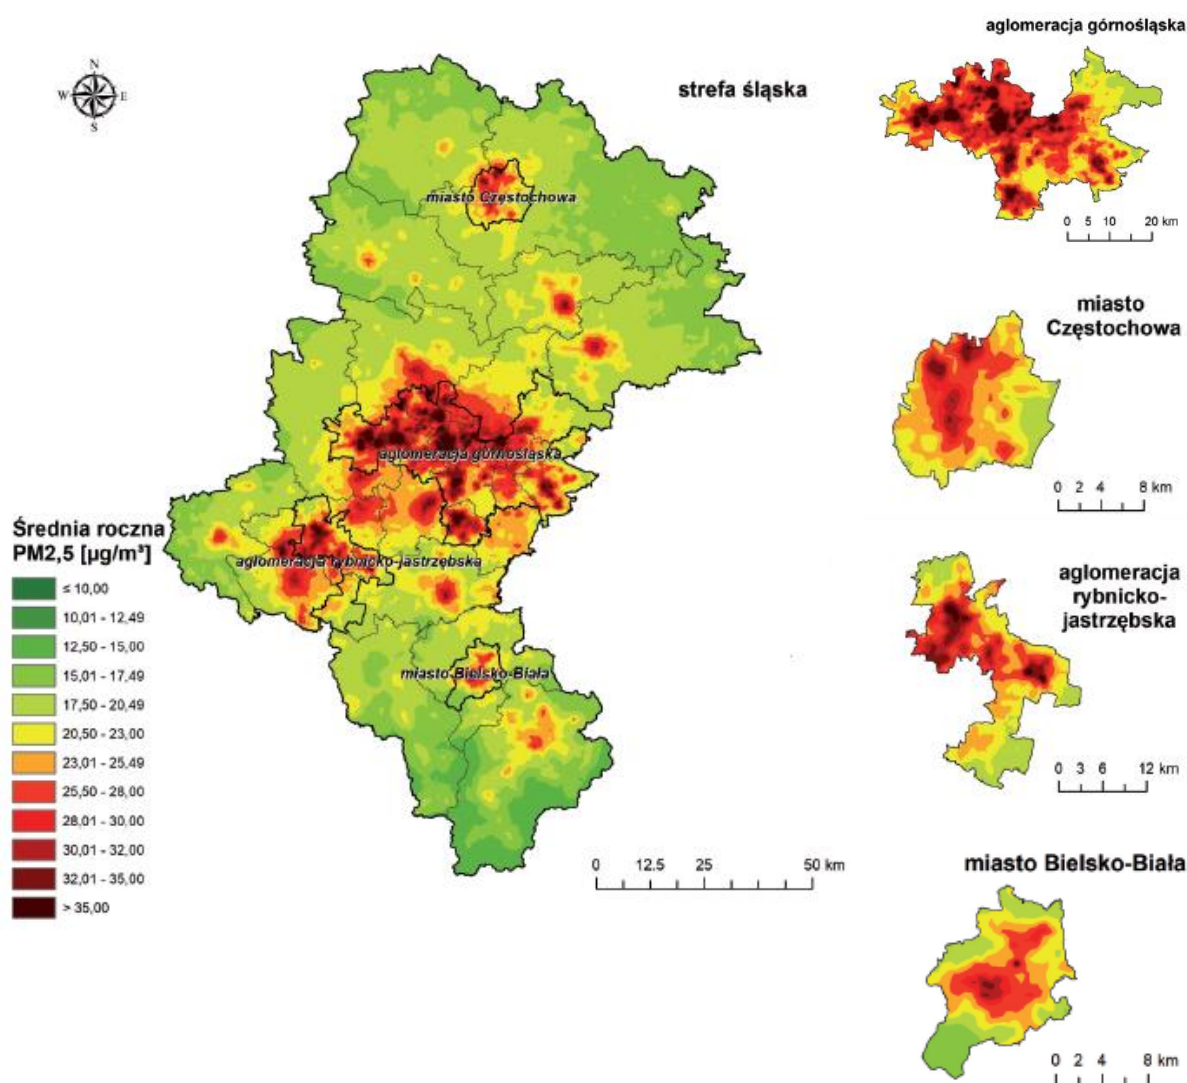 aglomeracja górnośląska
N
W E
S
strefa śląska
miasto Częstochowa
0 5 10 20 km
miasto
Częstochowa
0 2 4 8 km
aglomeracja górnośląska
Średnia roczna
PM2,5 [µg/m³]
≤ 10,00
10,01 - 12,49
12,50 - 15,00
15,01 - 17,49
17,50 - 20,49
20,50 - 23,00
23,01 - 25,49
25,50 - 28,00
28,01 - 30,00
30,01 - 32,00
32,01 - 35,00
> 35,00
aglomeracja rybnicko-jastrzębska
aglomeracja
rybnicko-
jastrzębska
miasto Bielsko-Biała
0 3 6 12 km
0 12.5 25 50 km
miasto Bielsko-Biała
0 2 4 8 km